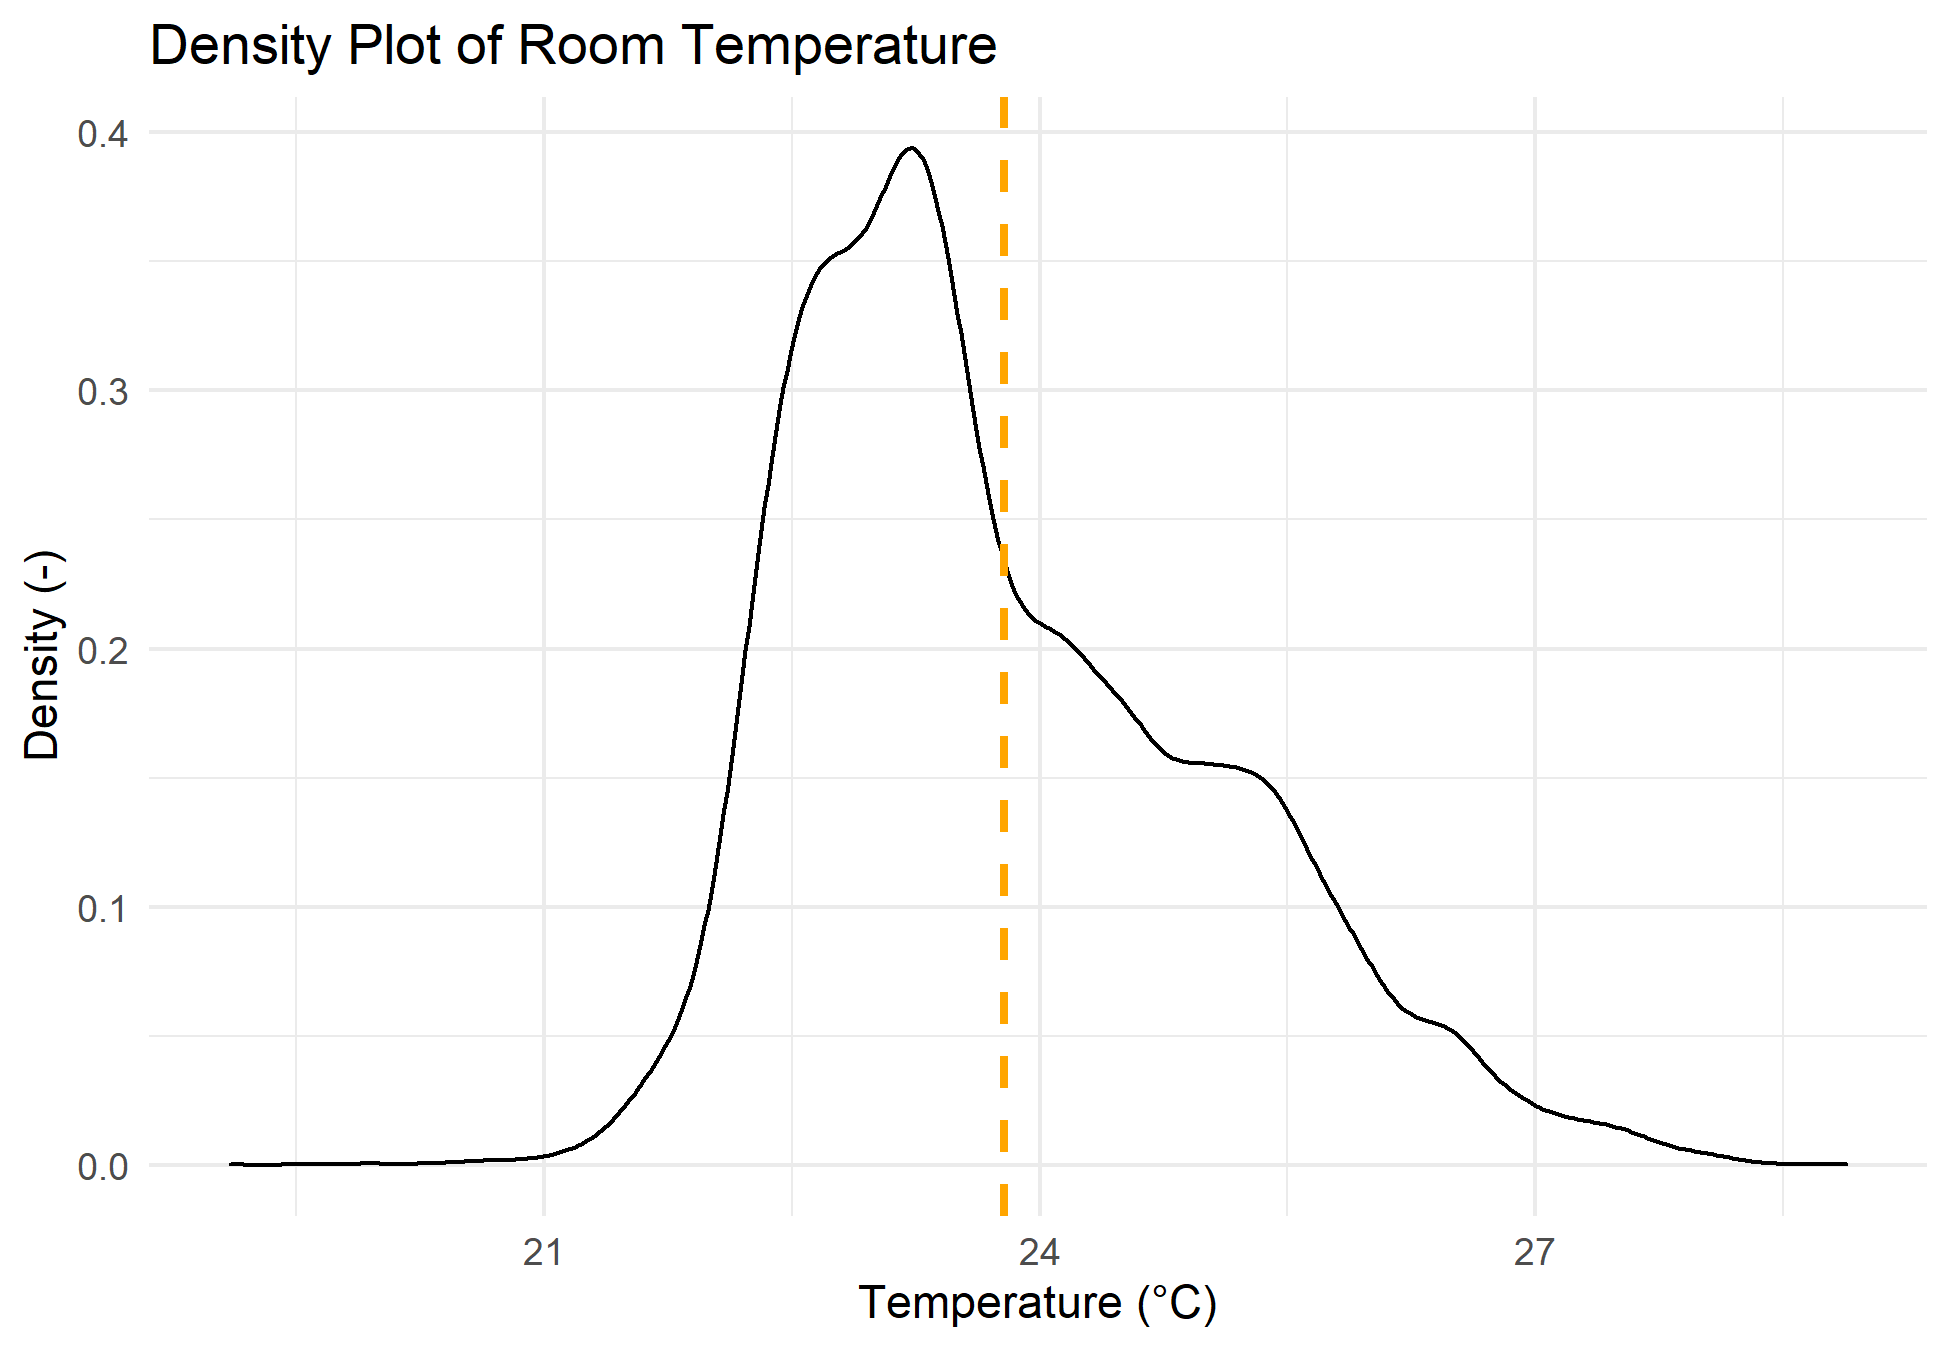 Density Plot of Room Temperature
0.4
0.3
0.2
0.1
0.0
Density (-)
21 24 27
Temperature (°C)